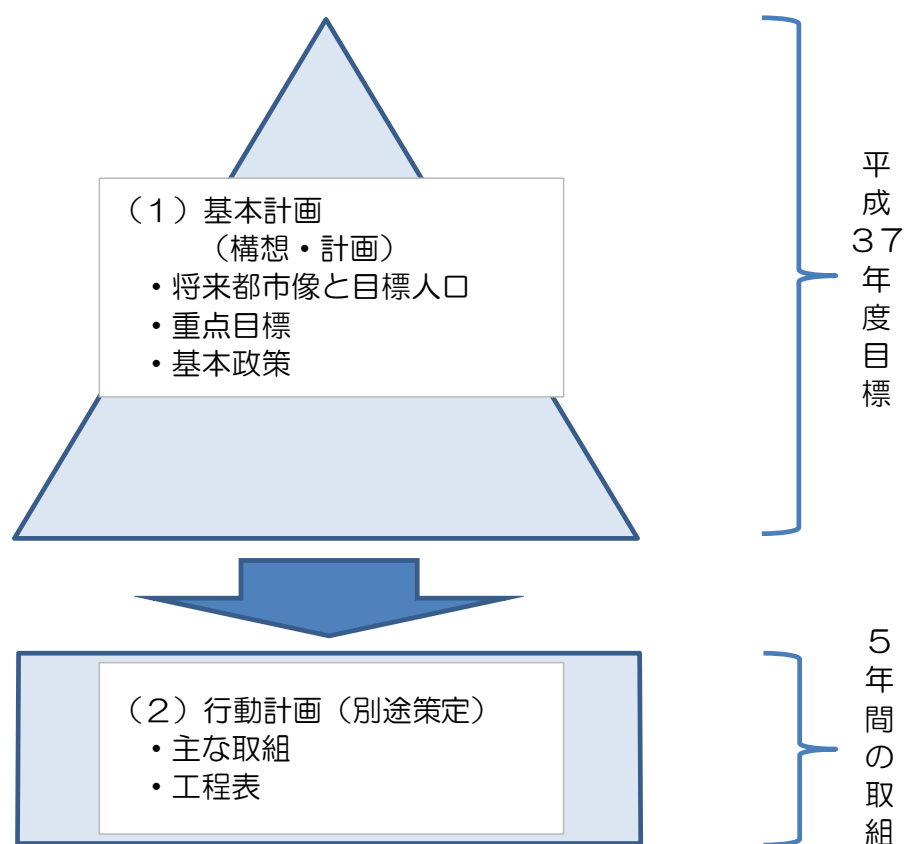 （１）基本計画
（構想・計画）
・将来都市像と目標人口
・重点目標
・基本政策
平成３７年度目標
（２）行動計画（別途策定）
・主な取組
・工程表
５年間の取組